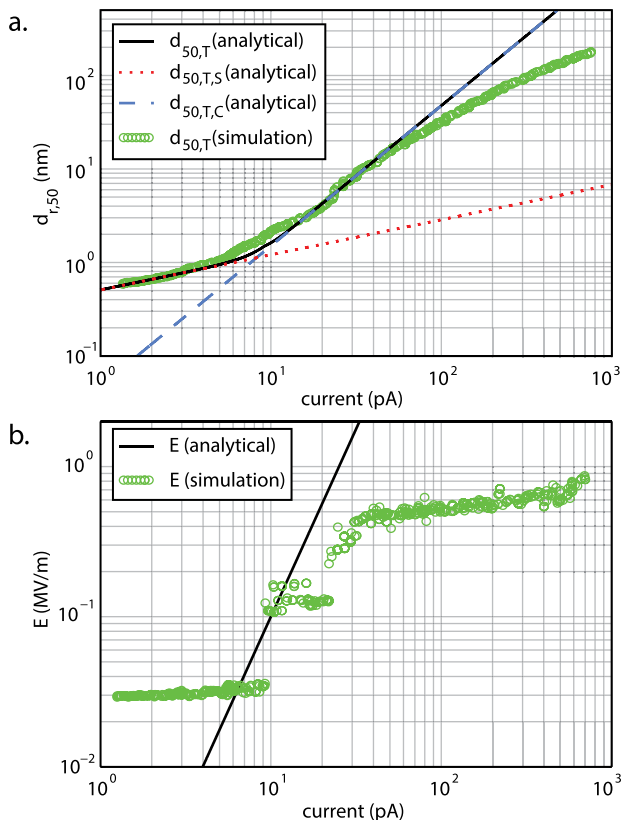 a.
d50,T(analytical)
d50,T,S(analytical)
d50,T,C(analytical)
d50,T(simulation)
10^2
10^1
10^0
10^-1
dr,50 (nm)
10^0 10^1 10^2 10^3
current (pA)
b.
E (analytical)
E (simulation)
10^0
10^-1
10^-2
E (MV/m)
10^0 10^1 10^2 10^3
current (pA)